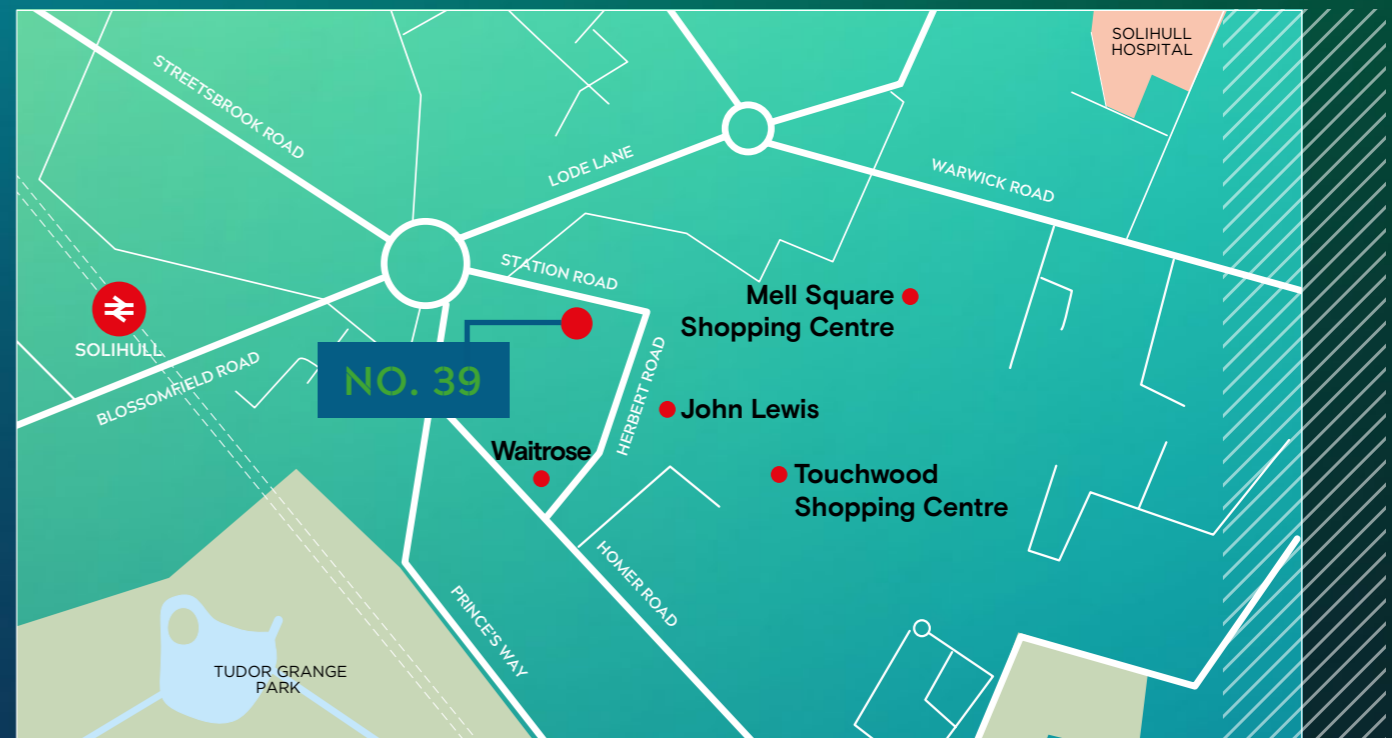 SOLIHULL
HOSPITAL
STREETSBROOK ROAD
LODE LANE
WARWICK ROAD
STATION ROAD
Mell Square
Shopping Centre
SOLIHULL
BLOSSOMFIELD ROAD
NO. 39
HERBERT ROAD
John Lewis
Waitrose
Touchwood
Shopping Centre
HOMER ROAD
PRINCE'S WAY
TUDOR GRANGE
PARK